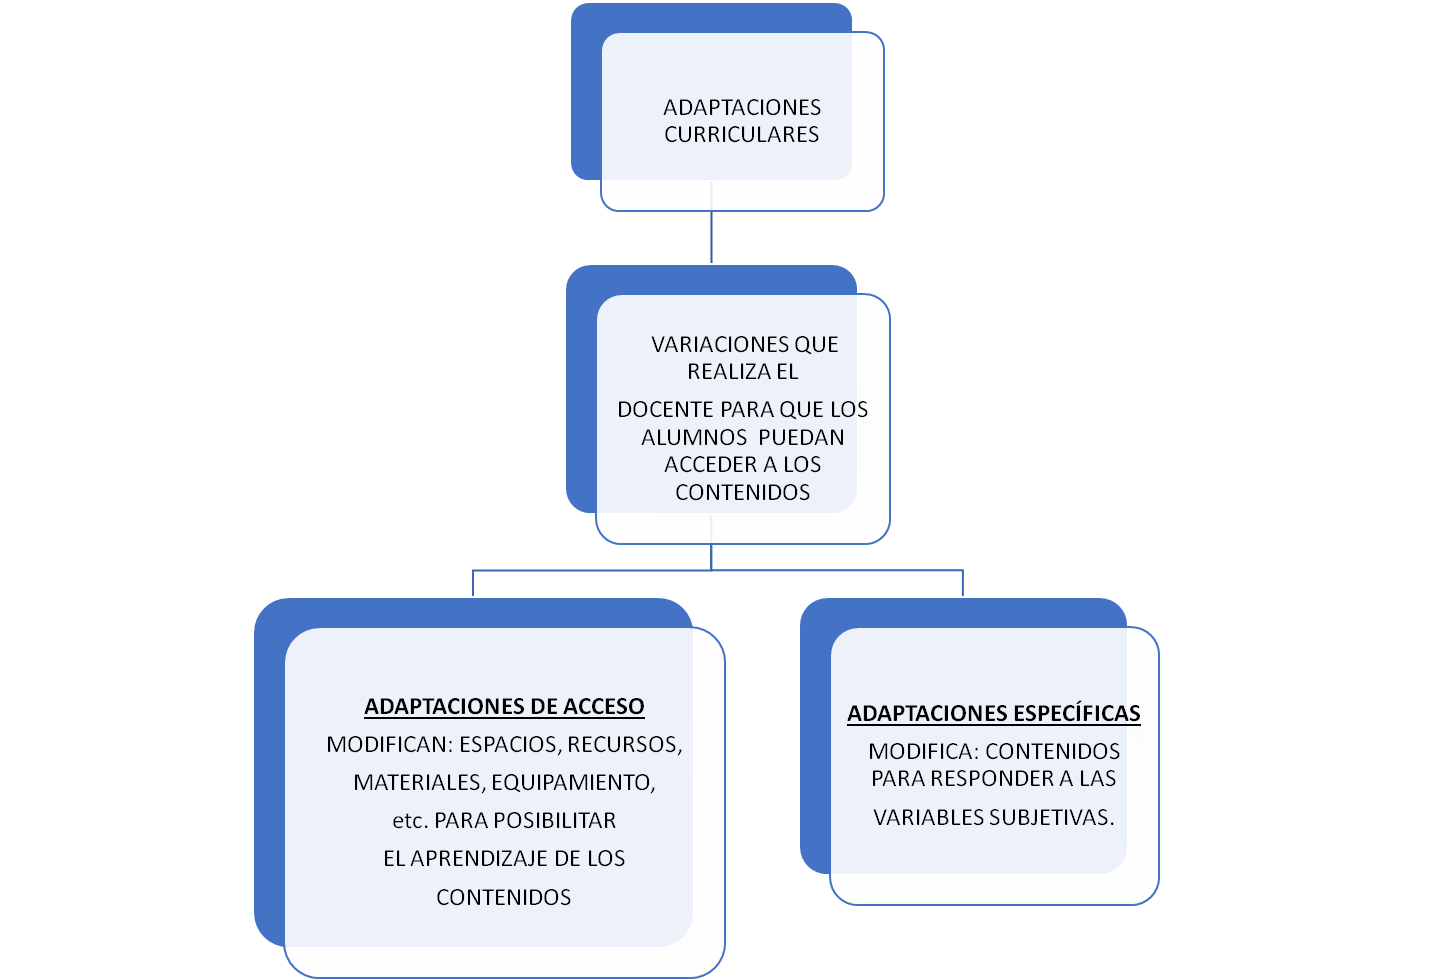 ADAPTACIONES
CURRICULARES
VARIACIONES QUE
REALIZA EL
DOCENTE PARA QUE LOS
ALUMNOS  PUEDAN
ACCEDER A LOS
CONTENIDOS
ADAPTACIONES DE ACCESO
MODIFICAN: ESPACIOS, RECURSOS,
MATERIALES, EQUIPAMIENTO,
etc. PARA POSIBILITAR
EL APRENDIZAJE DE LOS
CONTENIDOS
ADAPTACIONES ESPECÍFICAS
MODIFICA: CONTENIDOS
PARA RESPONDER A LAS
VARIABLES SUBJETIVAS.